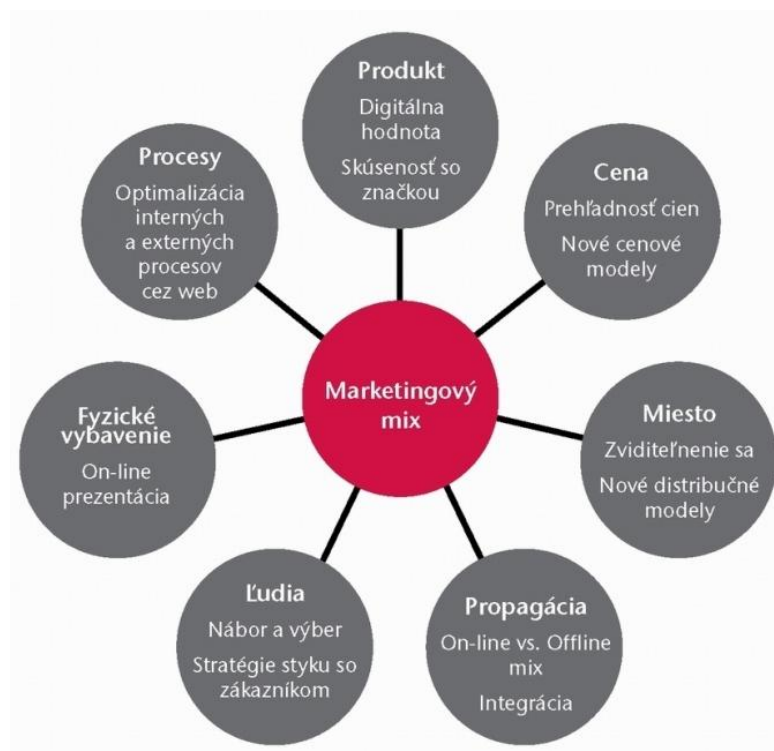 Produkt
Digitálna
hodnota
Skúsenosť so
značkou
Cena
Prehľadnosť cien
Nové cenové
modely
Miesto
Zviditeľnenie sa
Nové distribučné
modely
Propagácia
On-line vs. Offline
mix
Integrácia
Ľudia
Nábor a výber
Stratégie styku so
zákazníkom
Fyzické
vybavenie
On-line
prezentácia
Procesy
Optimalizácia
interných
a externých
procesov
cez web
Marketingový
mix